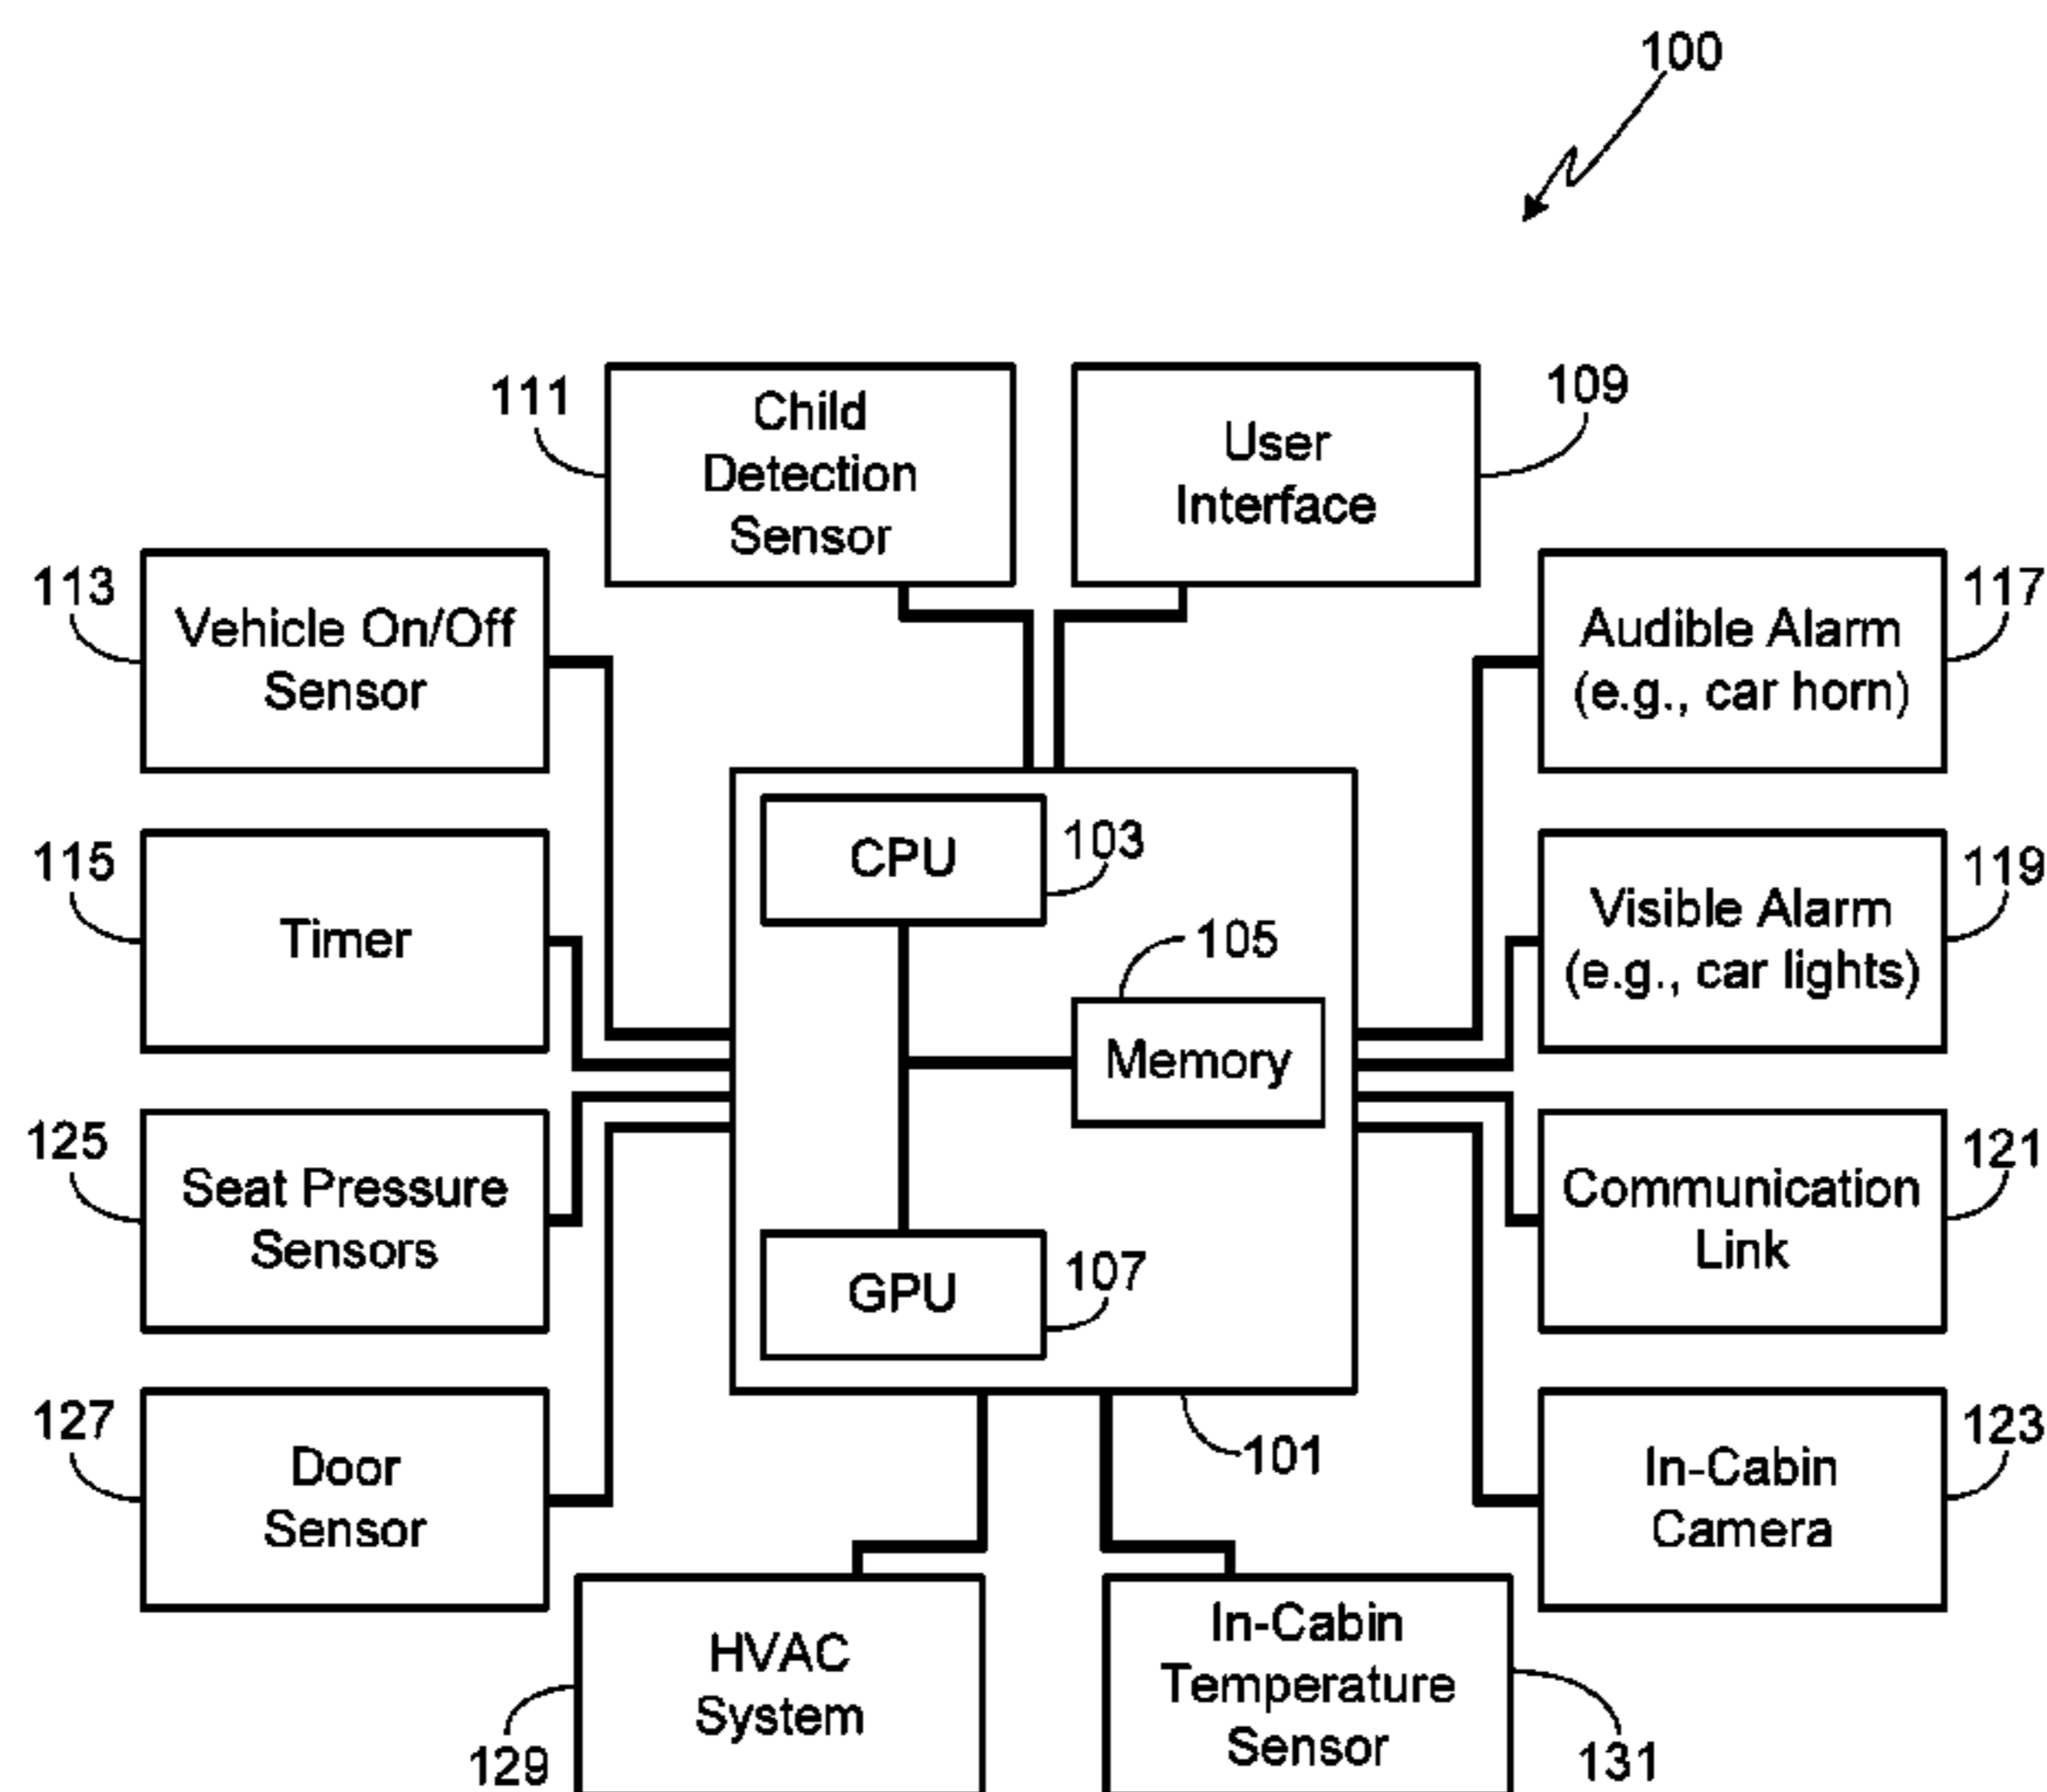 100
111
Child
Detection
Sensor
User
Interface
109
113
Vehicle On/Off
Sensor
Audible Alarm
(e.g., car horn)
117
CPU
103
115
Timer
Visible Alarm
(e.g., car lights)
119
105
Memory
125
Seat Pressure
Sensors
Communication
Link
121
GPU
107
127
Door
Sensor
101
In-Cabin
Camera
123
HVAC
System
129
In-Cabin
Temperature
Sensor
131